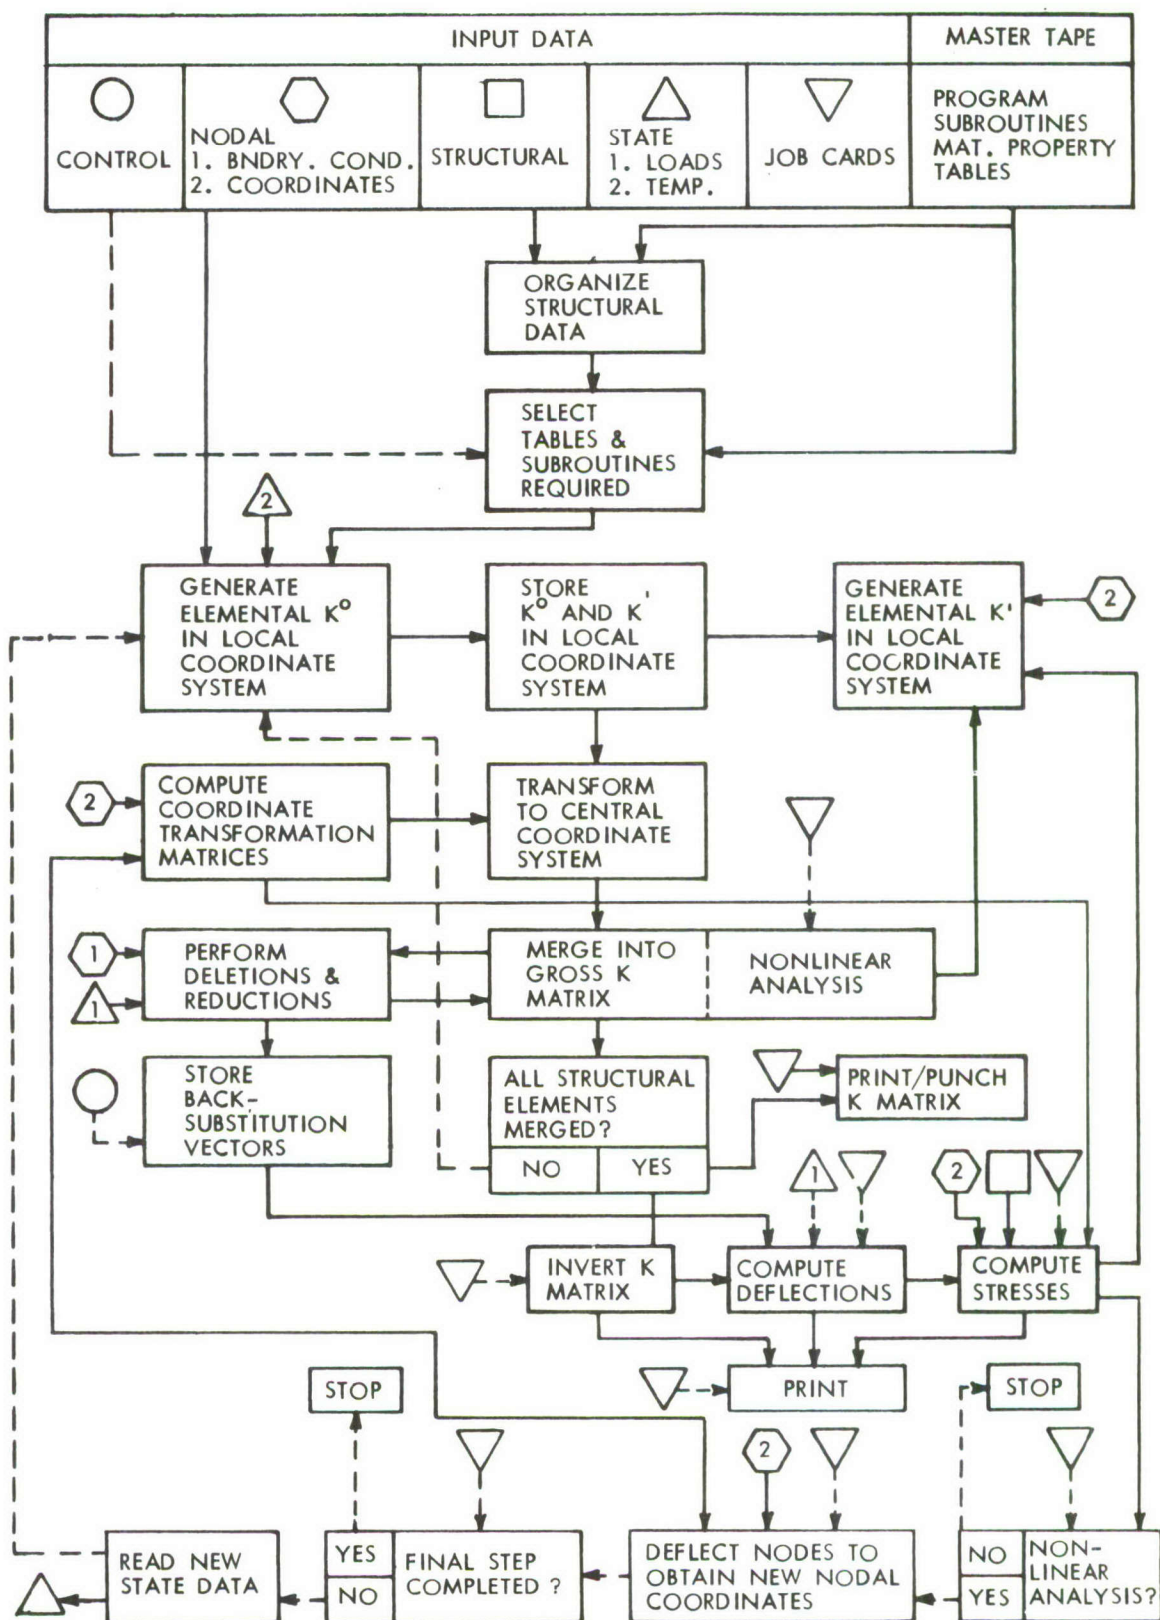 INPUT DATA
MASTER TAPE
CONTROL
NODAL
1. BNDRY. COND.
2. COORDINATES
STRUCTURAL
STATE
1. LOADS
2. TEMP.
JOB CARDS
PROGRAM
SUBROUTINES
MAT. PROPERTY
TABLES
ORGANIZE
STRUCTURAL
DATA
SELECT
TABLES &
SUBROUTINES
REQUIRED
2
GENERATE
ELEMENTAL K°
IN LOCAL
COORDINATE
SYSTEM
STORE
K° AND K'
IN LOCAL
COORDINATE
SYSTEM
GENERATE
ELEMENTAL K'
IN LOCAL
COORDINATE
SYSTEM
2
2
COMPUTE
COORDINATE
TRANSFORMATION
MATRICES
TRANSFORM
TO CENTRAL
COORDINATE
SYSTEM
1
1
PERFORM
DELETIONS &
REDUCTIONS
MERGE INTO
GROSS K
MATRIX
NONLINEAR
ANALYSIS
STORE
BACK-
SUBSTITUTION
VECTORS
ALL STRUCTURAL
ELEMENTS
MERGED?
NO
YES
PRINT/PUNCH
K MATRIX
1
2
INVERT K
MATRIX
COMPUTE
DEFLECTIONS
COMPUTE
STRESSES
PRINT
STOP
STOP
2
READ NEW
STATE DATA
YES
NO
FINAL STEP
COMPLETED ?
DEFLECT NODES TO
OBTAIN NEW NODAL
COORDINATES
NO
YES
NON-
LINEAR
ANALYSIS?